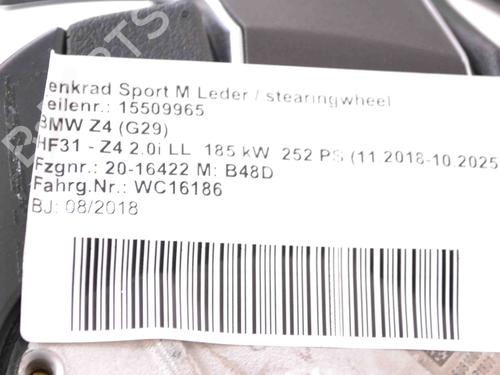 enkrad Sport M Leder / stearingwheel
eilenr.: 15509965
BMW Z4 (G29)
HF31 - Z4 2.0i LL 185 kW 252 PS (11.2018-10.2025
Fzgnr.: 20-16422 M: B48D
Fahrg.Nr.: WC16186
BJ: 08/2018